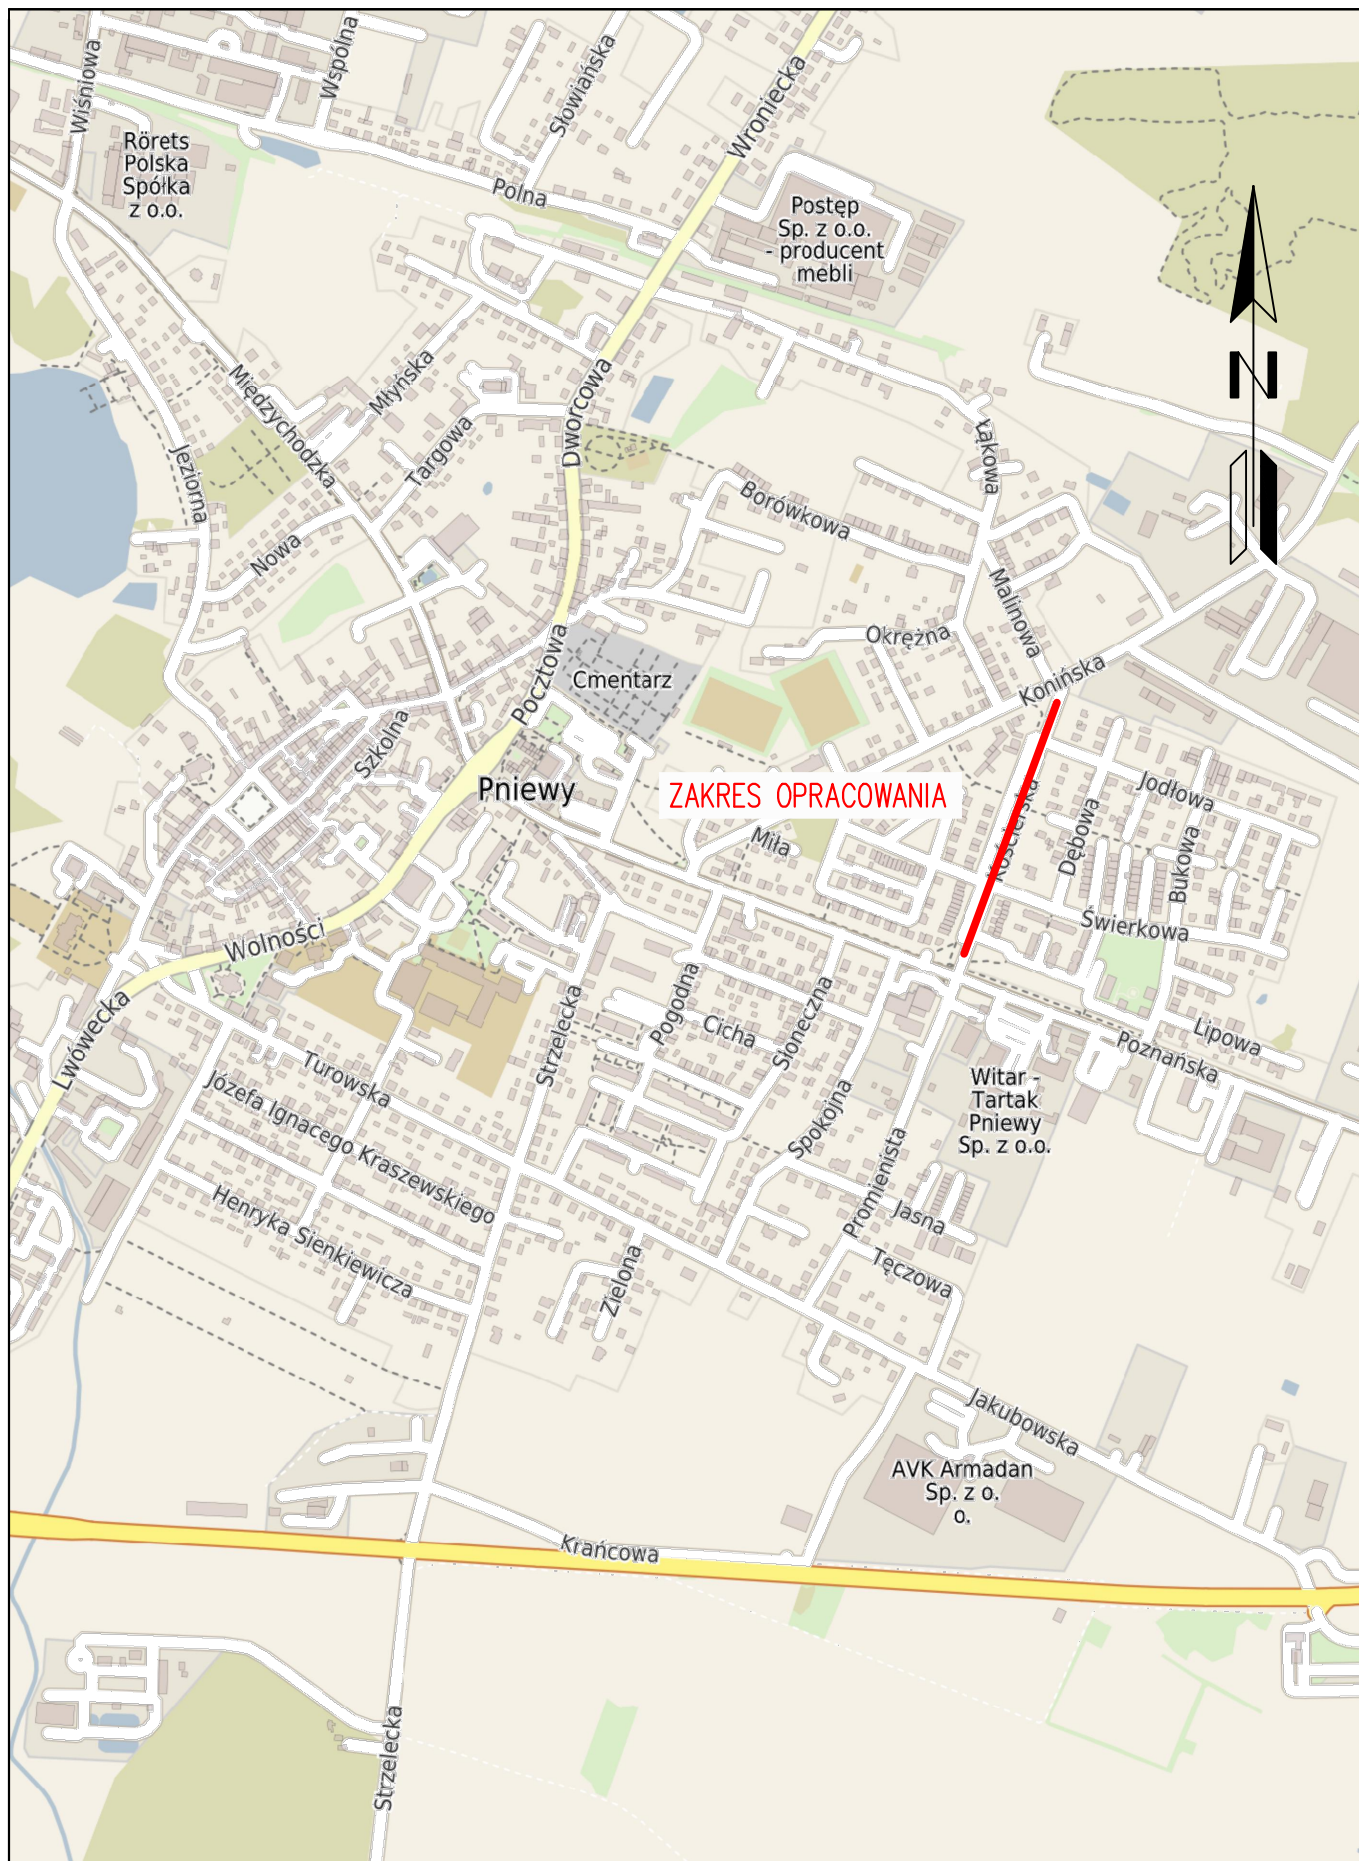 Wiśniowa
Wspólna
Słowiańska
Wroniecka
Rörets
Polska
Spółka
z o.o.
Polna
Postęp
Sp. z o.o.
- producent
mebli
Międzychodzka
Młyńska
Dworcowa
Targowa
Jeziorna
Łąkowa
Borówkowa
N
Nowa
Malinowa
Okrężna
Pocztowa
Cmentarz
Konińska
Szkolna
Pniewy
ZAKRES OPRACOWANIA
Kościerska
Jodłowa
Miła
Dębowa
Bukowa
Świerkowa
Wolności
Lwówecka
Strzelecka
Pogodna
Cicha
Słoneczna
Lipowa
Poznańska
Turowska
Józefa Ignacego Kraszewskiego
Spokojna
Witar -
Tartak
Pniewy
Sp. z o.o.
Promienista
Henryka Sienkiewicza
Jasna
Zielona
Tęczowa
Jakubowska
AVK Armadan
Sp. z o.
o.
Krańcowa
Strzelecka